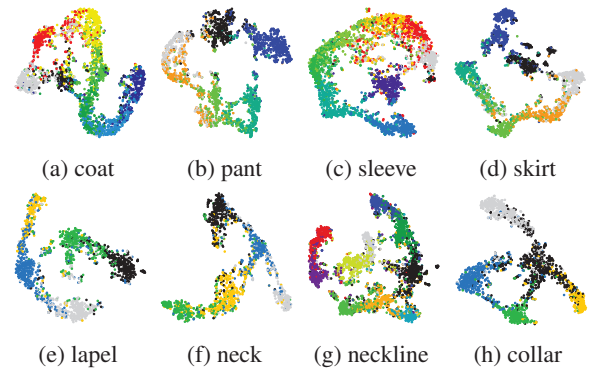 (a) coat (b) pant (c) sleeve (d) skirt
(e) lapel (f) neck (g) neckline (h) collar